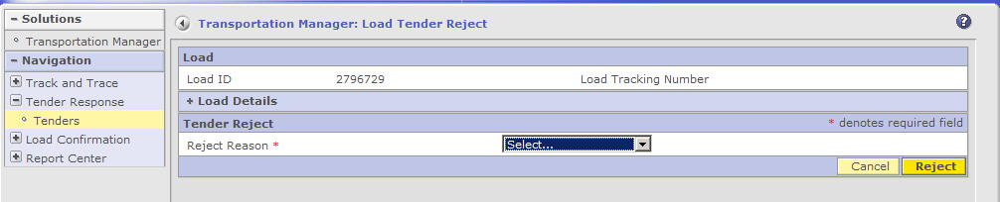 Solutions
Transportation Manager
Navigation
Track and Trace
Tender Response
Tenders
Load Confirmation
Report Center
Transportation Manager: Load Tender Reject
?
Load
Load ID 2796729 Load Tracking Number
+ Load Details
Tender Reject * denotes required field
Reject Reason * Select...
Cancel Reject